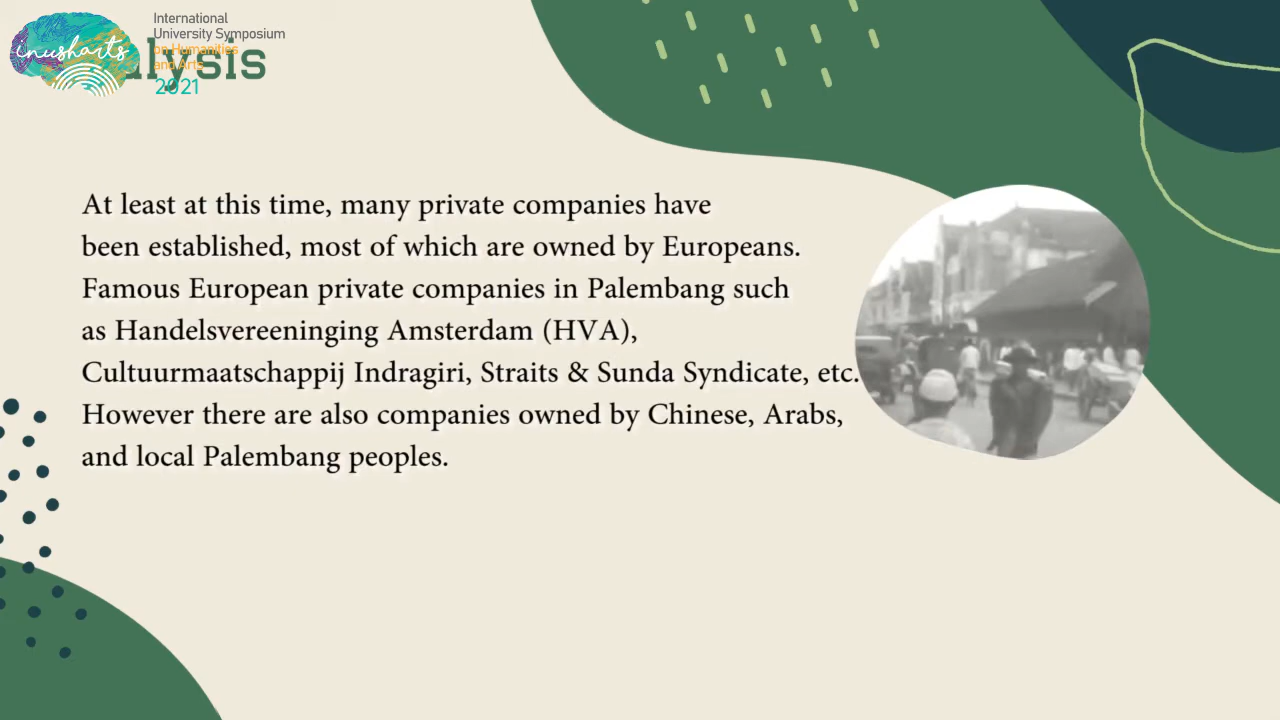 inusharts
International
University Symposium
on Humanities
and Arts
2021
alysis
At least at this time, many private companies have
been established, most of which are owned by Europeans.
Famous European private companies in Palembang such
as Handelsvereeninging Amsterdam (HVA),
Cultuurmaatschappij Indragiri, Straits & Sunda Syndicate, etc.
However there are also companies owned by Chinese, Arabs,
and local Palembang peoples.